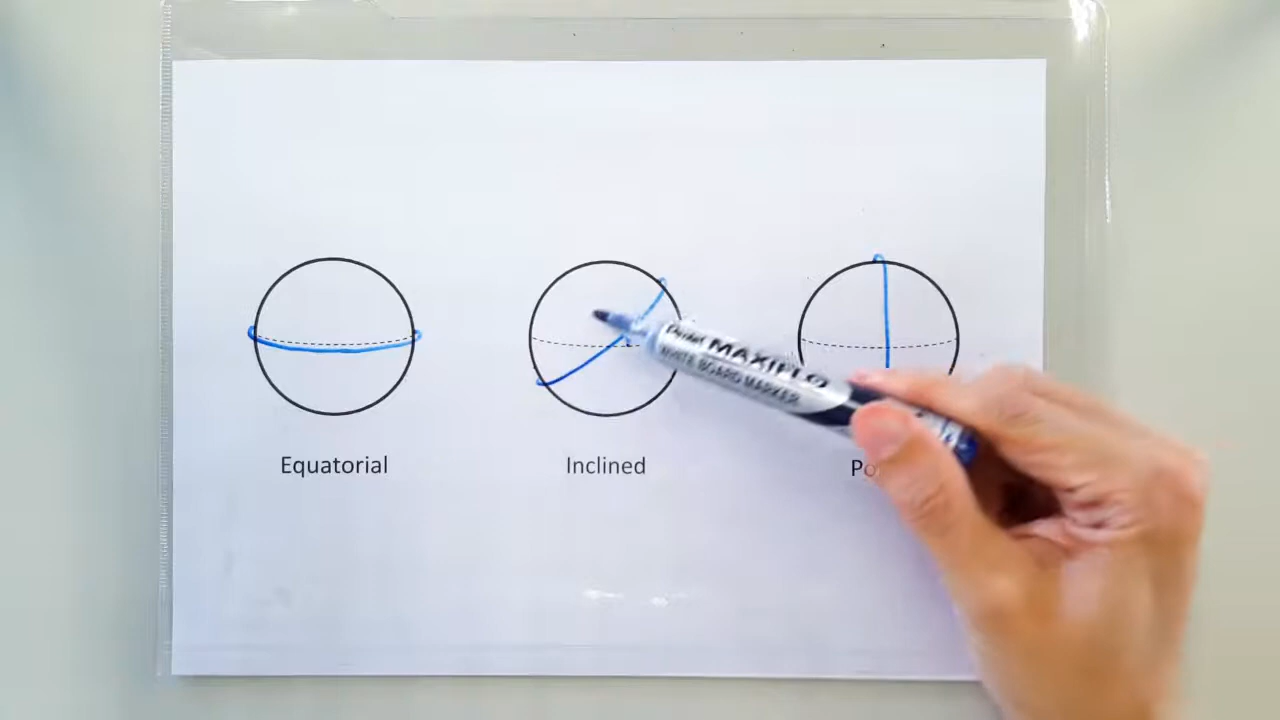 Equatorial
Inclined
Po
Pentel MAXIFLO
WHITE BOARD MARKER